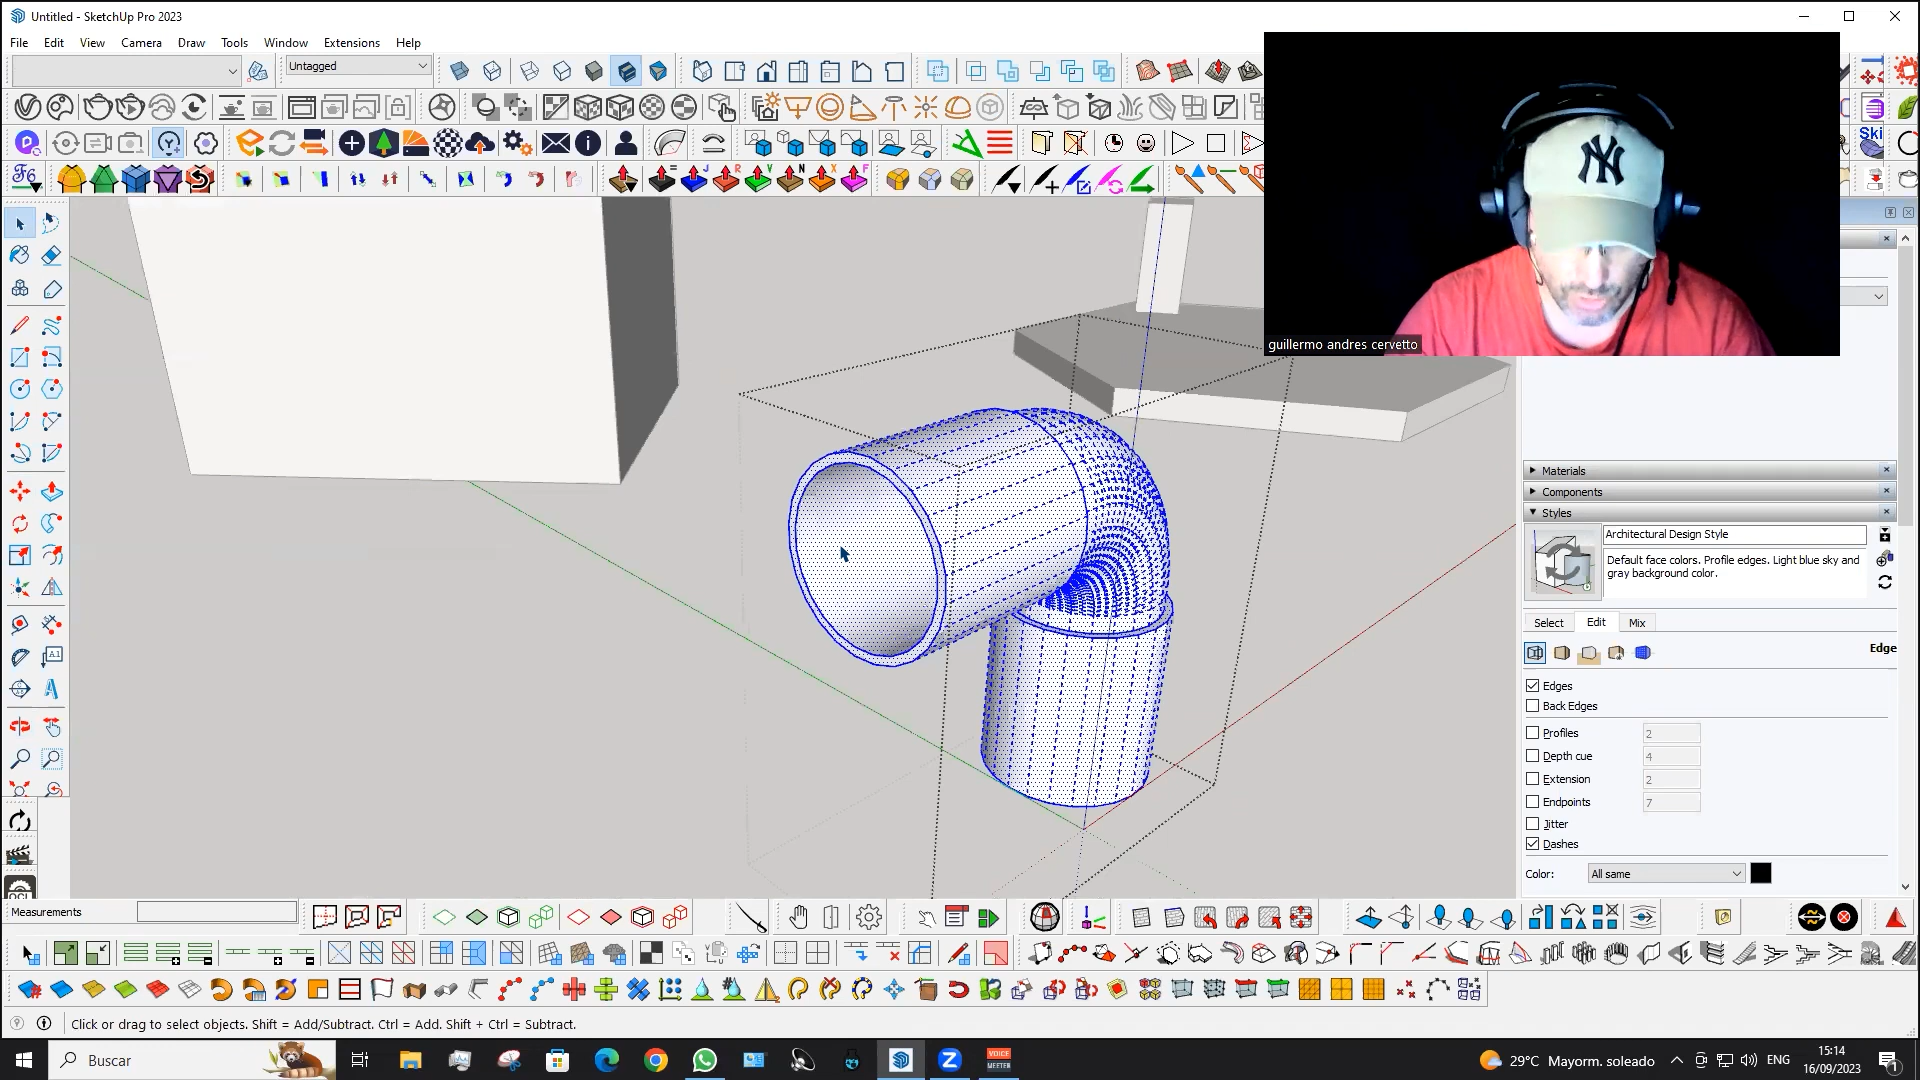 Untitled - SketchUp Pro 2023
File Edit View Camera Draw Tools Window Extensions Help
Untagged
guillermo andres cervetto
Materials
Components
Styles
Architectural Design Style
Default face colors. Profile edges. Light blue sky and
gray background color.
Select Edit Mix
Edge
Edges
Back Edges
Profiles 2
Depth cue 4
Extension 2
Endpoints 7
Jitter
Dashes
Color: All same
Measurements
Click or drag to select objects. Shift = Add/Subtract. Ctrl = Add. Shift + Ctrl = Subtract.
Buscar
VOICE
MEETER
29°C Mayorm. soleado
ENG
15:14
16/09/2023